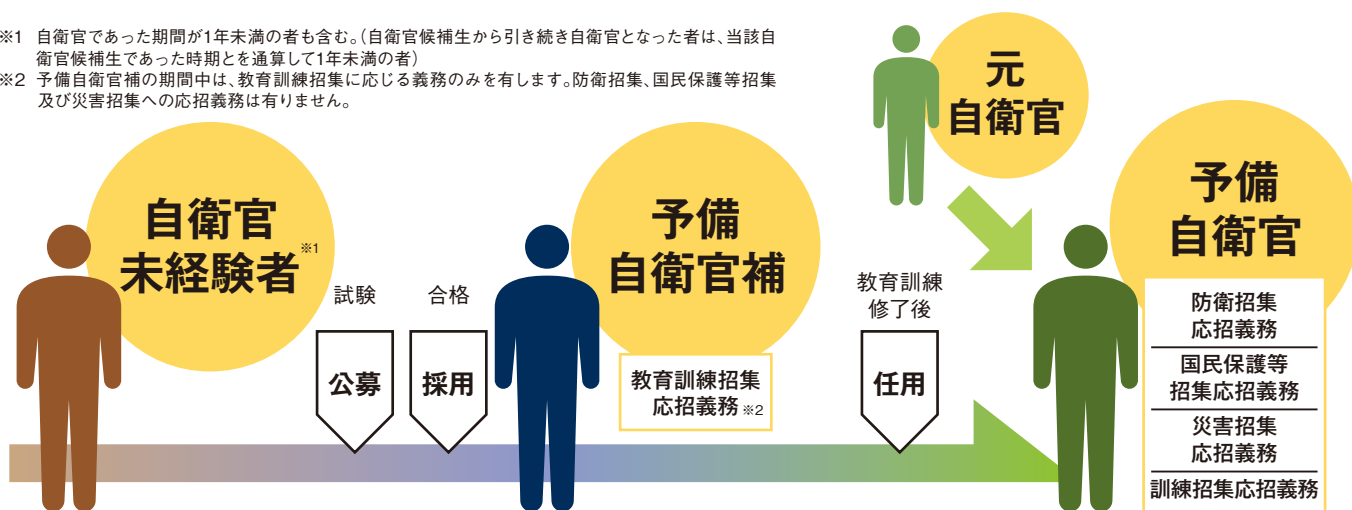 ※1 自衛官であった期間が1年未満の者も含む。(自衛官候補生から引き続き自衛官となった者は、当該自
衛官候補生であった時期とを通算して1年未満の者)
※2 予備自衛官補の期間中は、教育訓練招集に応じる義務のみを有します。防衛招集、国民保護等招集
及び災害招集への応招義務は有りません。
自衛官
未経験者※1
試験
公募
合格
採用
予備
自衛官補
教育訓練招集
応招義務※2
教育訓練
修了後
任用
元
自衛官
予備
自衛官
防衛招集
応招義務
国民保護等
招集応招義務
災害招集
応招義務
訓練招集応招義務